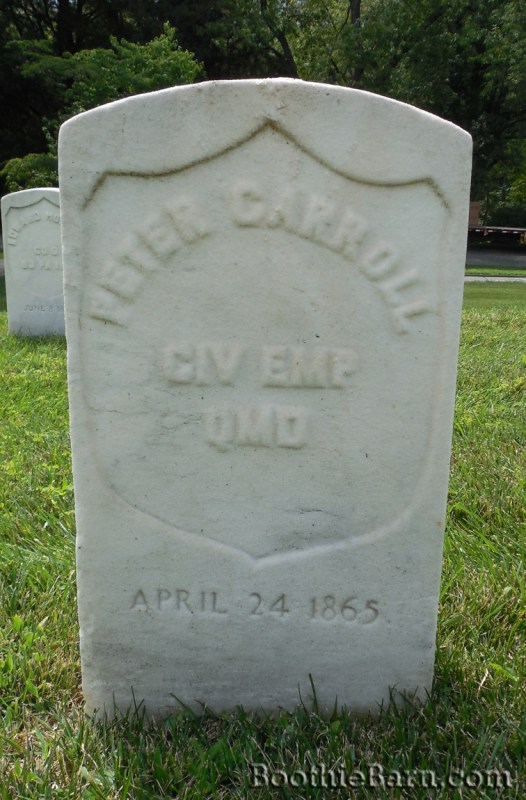 PETER CARROLL
CIV EMP
QMD
APRIL 24 1865
BoothieBarn.com